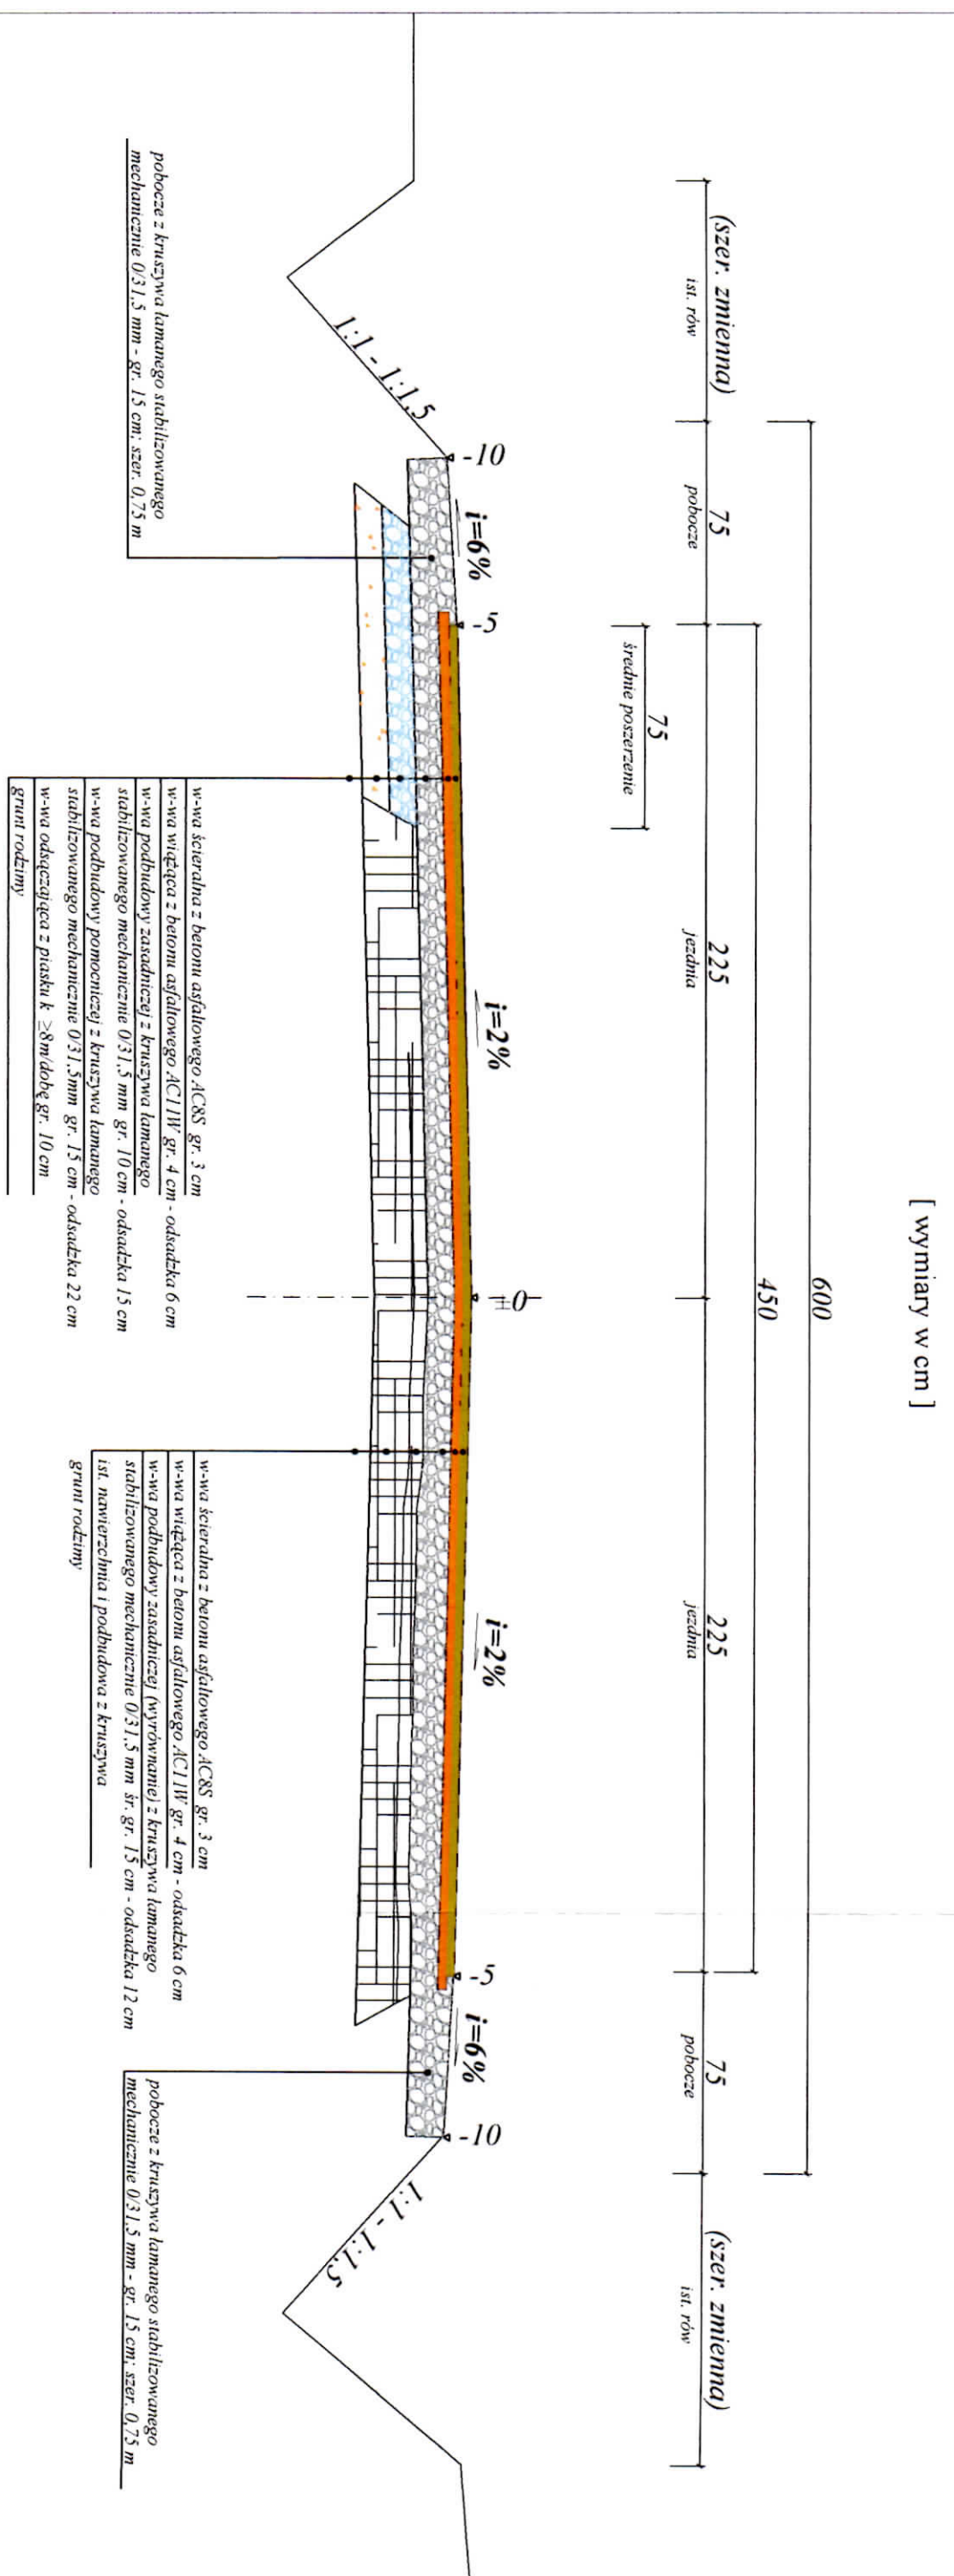 [ wymiary w cm ]
600
450
(szer. zmienna)
ist. rów
75
pobocze
225
jezdnia
225
jezdnia
75
pobocze
(szer. zmienna)
ist. rów
75
średnie poszerzenie
1:1 - 1:1,5
-10
i=6%
-5
i=2%
±0
i=2%
-5
i=6%
-10
1:1 - 1:1,5
pobocze z kruszywa łamanego stabilizowanego
mechanicznie 0/31,5 mm - gr. 15 cm; szer. 0,75 m
w-wa ścieralna z betonu asfaltowego AC8S gr. 3 cm
w-wa wiążąca z betonu asfaltowego AC11W gr. 4 cm - odsadzka 6 cm
w-wa podbudowy zasadniczej z kruszywa łamanego
stabilizowanego mechanicznie 0/31,5 mm gr. 10 cm - odsadzka 15 cm
w-wa podbudowy pomocniczej z kruszywa łamanego
stabilizowanego mechanicznie 0/31,5mm gr. 15 cm - odsadzka 22 cm
w-wa odsączająca z piasku k ≥8m/dobę gr. 10 cm
grunt rodzimy
w-wa ścieralna z betonu asfaltowego AC8S gr. 3 cm
w-wa wiążąca z betonu asfaltowego AC11W gr. 4 cm - odsadzka 6 cm
w-wa podbudowy zasadniczej (wyrównanie) z kruszywa łamanego
stabilizowanego mechanicznie 0/31,5 mm śr. gr. 15 cm - odsadzka 12 cm
ist. nawierzchnia i podbudowa z kruszywa
grunt rodzimy
pobocze z kruszywa łamanego stabilizowanego
mechanicznie 0/31,5 mm - gr. 15 cm; szer. 0,75 m